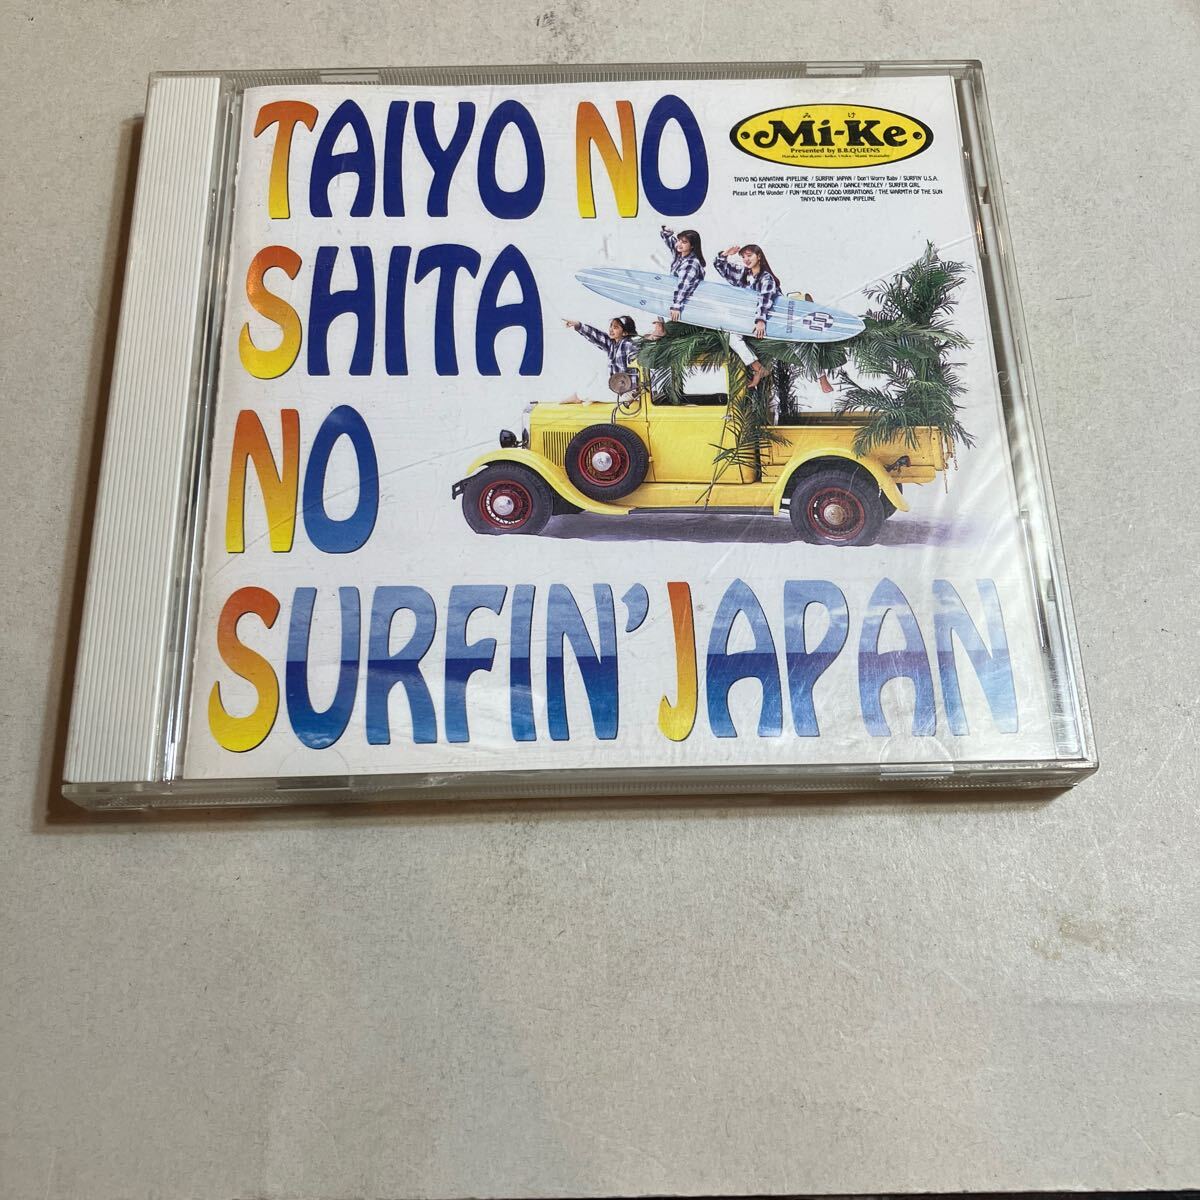 TAIYO NO
SHITA
NO
SURFIN' JAPAN
みけ
•Mi-Ke•
Presented by B.B.QUEENS
TAIYO NO KANATANI -PIPELINE / SURFIN' JAPAN / Don't Worry Baby / SURFIN' U.S.A.
I GET AROUND / HELP ME RHONDA / DANCE² MEDLEY / SURFER GIRL
Please Let Me Wonder / FUN² MEDLEY / GOOD VIBRATIONS / THE WARMTH OF THE SUN
TAIYO NO KANATANI -PIPELINE